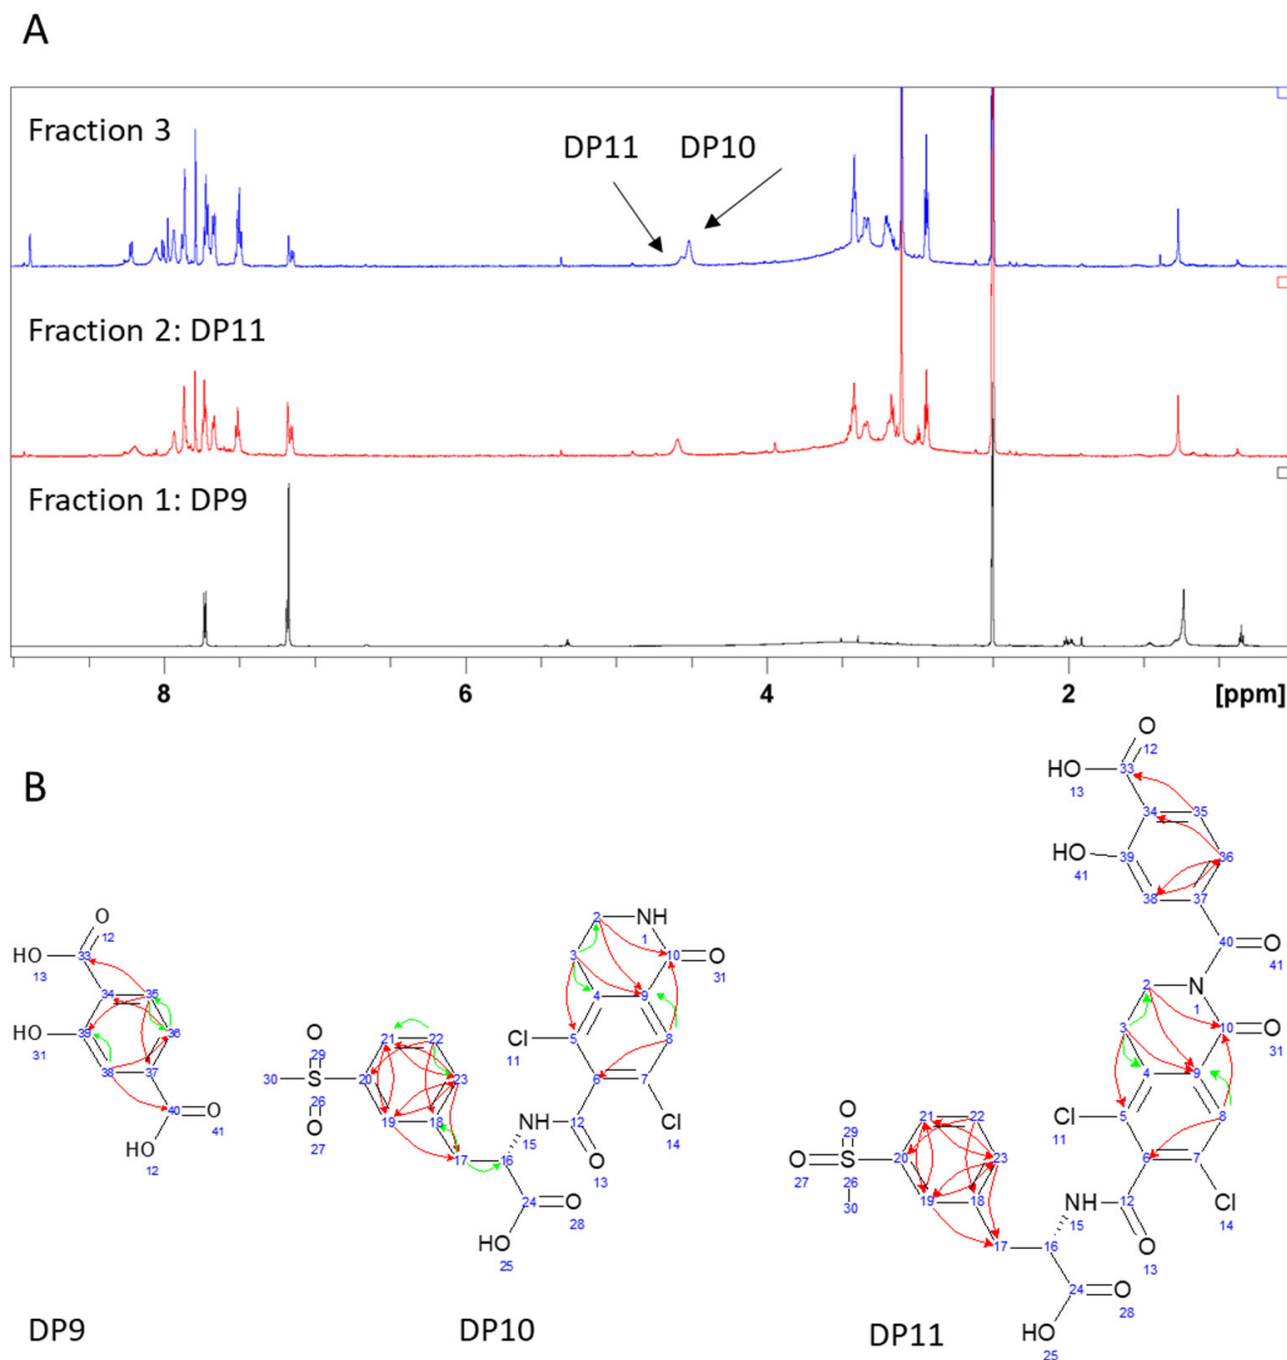 A
Fraction 3
DP11 DP10
Fraction 2: DP11
Fraction 1: DP9
8 6 4 2 [ppm]
B
O
12
HO 33
13
34 35
39 36
HO
41
38 37
40 O
41
O
12
HO 33
13
34 35
39 36
HO
31
38 37
40 O
41
HO
12
2 NH
1
3 10 O
31
4 9
Cl 5 8
11
6 7
Cl
14
O
29
30 S 20 21 22 23
26
O
27
19 18
NH 12
15
17 16 O
13
24 O
28
HO
25
2 N
1
3 10 O
31
4 9
Cl 5 8
11
6 7
Cl
14
O
29
O S 20 21 22 23
27 26
30
19 18
NH 12
15
17 16 O
13
24 O
28
HO
25
DP9 DP10 DP11